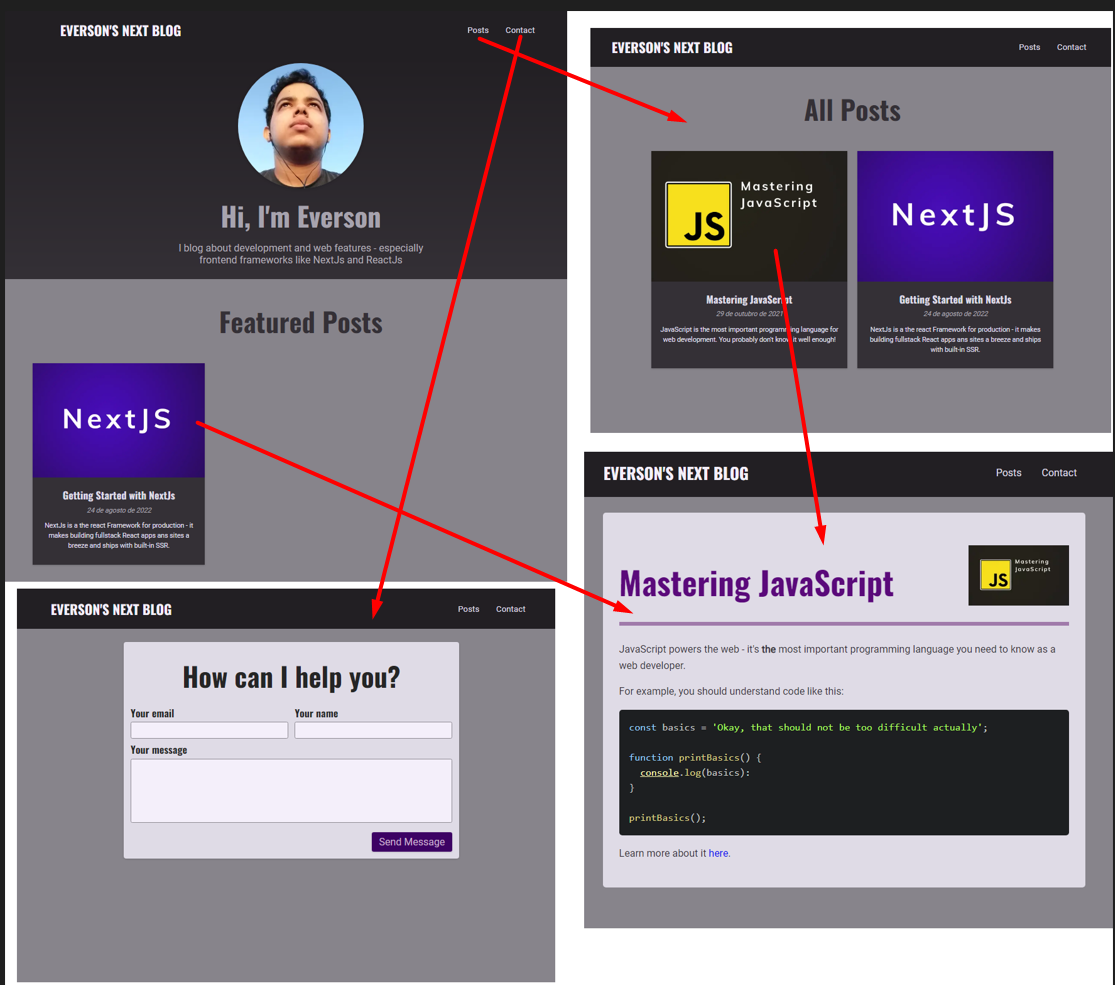 EVERSON'S NEXT BLOG
Posts
Contact
Hi, I'm Everson
I blog about development and web features - especially
frontend frameworks like NextJs and ReactJs
Featured Posts
NextJS
Getting Started with NextJs
24 de agosto de 2022
NextJs is a the react Framework for production - it
makes building fullstack React apps ans sites a
breeze and ships with built-in SSR.
EVERSON'S NEXT BLOG
Posts
Contact
All Posts
JS
Mastering
JavaScript
Mastering JavaScript
29 de outubro de 2021
JavaScript is the most important programming language for
web development. You probably don't know it well enough!
NextJS
Getting Started with NextJs
24 de agosto de 2022
NextJs is a the react Framework for production - it makes
building fullstack React apps ans sites a breeze and ships
with built-in SSR.
EVERSON'S NEXT BLOG
Posts
Contact
How can I help you?
Your email
Your name
Your message
Send Message
EVERSON'S NEXT BLOG
Posts
Contact
Mastering JavaScript
JS
Mastering
JavaScript
JavaScript powers the web - it's the most important programming language you need to know as a
web developer.
For example, you should understand code like this:
const basics = 'Okay, that should not be too difficult actually';
function printBasics() {
console.log(basics):
}
printBasics();
Learn more about it here.